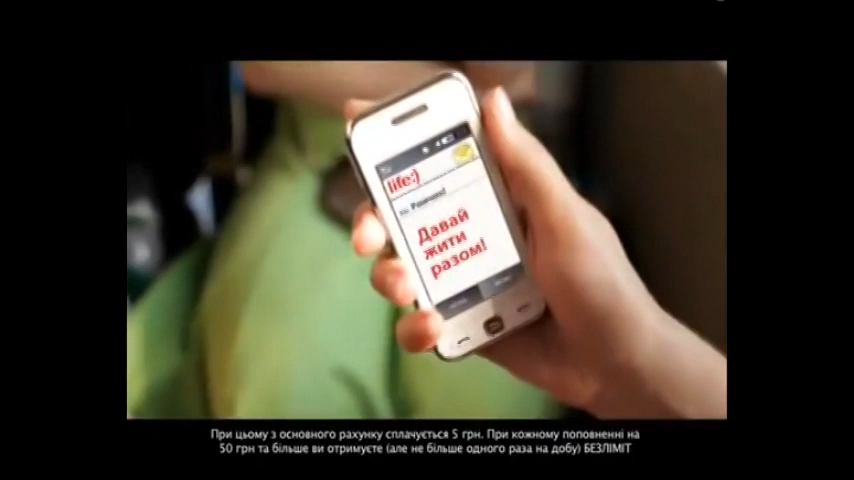 life:)
Давай
жити
разом!
При цьому з основного рахунку сплачується 5 грн. При кожному поповненні на
50 грн та більше ви отримуєте (але не більше одного раза на добу) БЕЗЛІМІТ